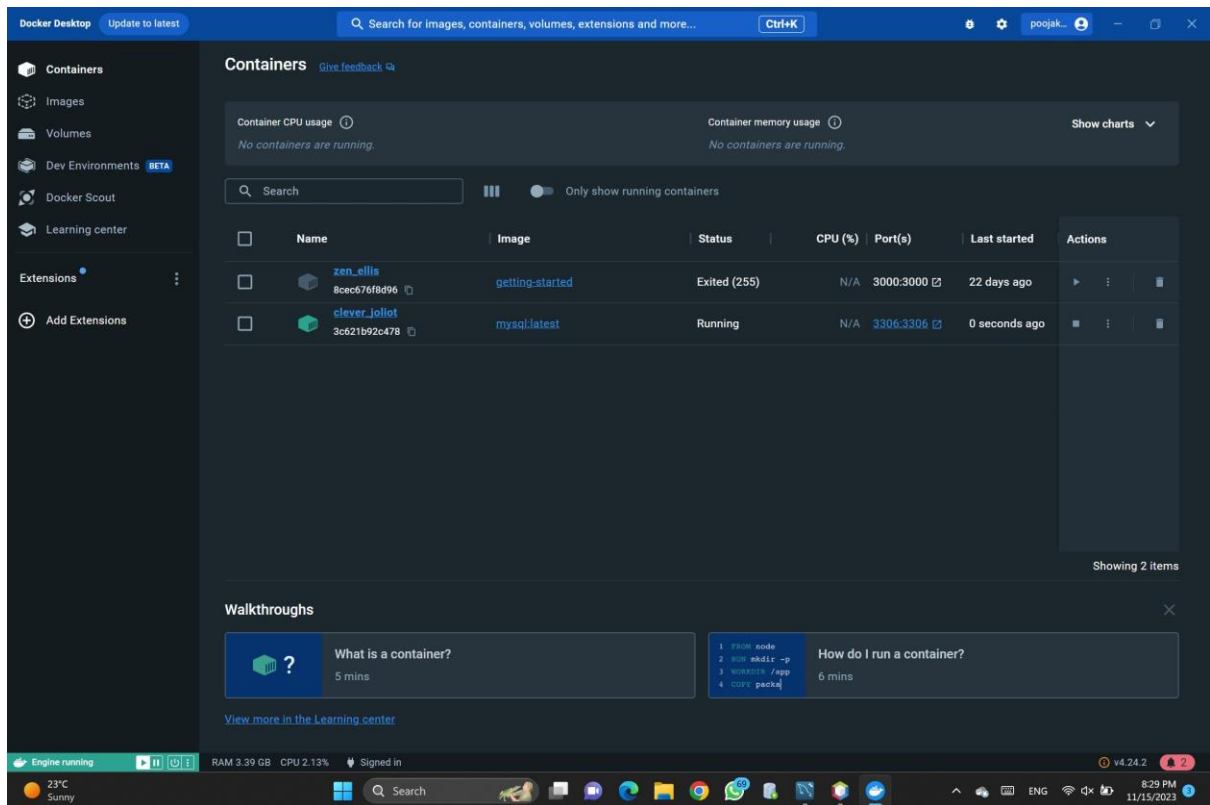 Docker Desktop Update to latest Search for images, containers, volumes, extensions and more... Ctrl+K poojak...
Containers
Images
Volumes
Dev Environments BETA
Docker Scout
Learning center
Extensions
Add Extensions
Containers Give feedback
Container CPU usage
No containers are running.
Container memory usage
No containers are running.
Show charts
Search
Only show running containers
Name Image Status CPU (%) Port(s) Last started Actions
zen_ellis
8cec676f8d96 getting-started Exited (255) N/A 3000:3000 22 days ago
clever_joliot
3c621b92c478 mysql:latest Running N/A 3306:3306 0 seconds ago
Showing 2 items
Walkthroughs
?
What is a container?
5 mins
1 FROM node
2 RUN mkdir -p
3 WORKDIR /app
4 COPY packa
How do I run a container?
6 mins
View more in the Learning center
Engine running RAM 3.39 GB CPU 2.13% Signed in v4.24.2 2
23°C
Sunny
Search
69
ENG
8:29 PM
11/15/2023
3